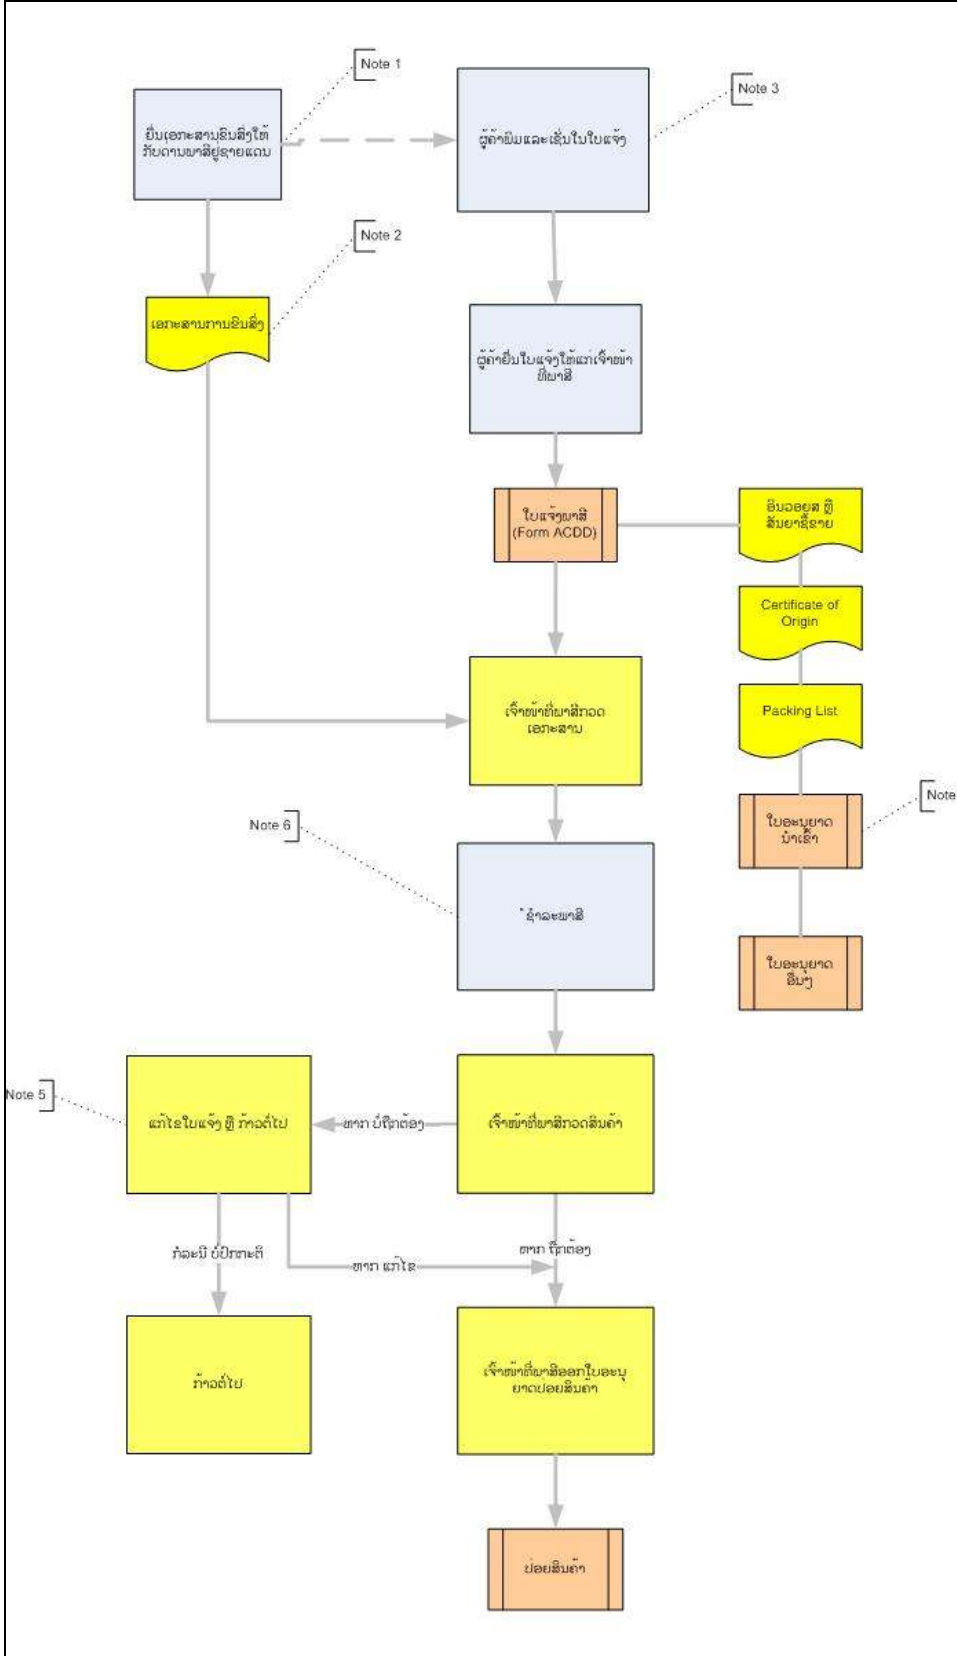 Note 1
Note 3
ຍື່ນເອກະສານຂົນສົ່ງໃຫ້
ກັບດ່ານພາສີຢູ່ຊາຍແດນ
ຜູ້ຄ້າພິມແລະເຊັ່ນໃນໃບແຈ້ງ
Note 2
ເອກະສານການຂົນສົ່ງ
ຜູ້ຄ້າຍື່ນໃບແຈ້ງໃຫ້ແກ່ເຈົ້າໜ້າ
ທີ່ພາສີ
ໃບແຈ້ງພາສີ
(Form ACDD)
ອິນວອຍສ ຫຼື
ສັນຍາຊື້ຂາຍ
Certificate of
Origin
Packing List
ເຈົ້າໜ້າທີ່ພາສີກວດ
ເອກະສານ
Note
ໃບອະນຸຍາດ
ນຳເຂົ້າ
Note 6
ຊຳລະພາສີ
ໃບອະນຸຍາດ
ອື່ນໆ
Note 5
ແກ້ໄຂໃບແຈ້ງ ຫຼື ກ້າວຕໍ່ໄປ
ຫາກ ບໍ່ຖືກຕ້ອງ
ເຈົ້າໜ້າທີ່ພາສີກວດສິນຄ້າ
ກໍລະນີ ບໍ່ປົກກະຕິ
ຫາກ ແກ້ໄຂ
ຫາກ ຖືກຕ້ອງ
ກ້າວຕໍ່ໄປ
ເຈົ້າໜ້າທີ່ພາສີອອກໃບອະນຸ
ຍາດປ່ອຍສິນຄ້າ
ປ່ອຍສິນຄ້າ